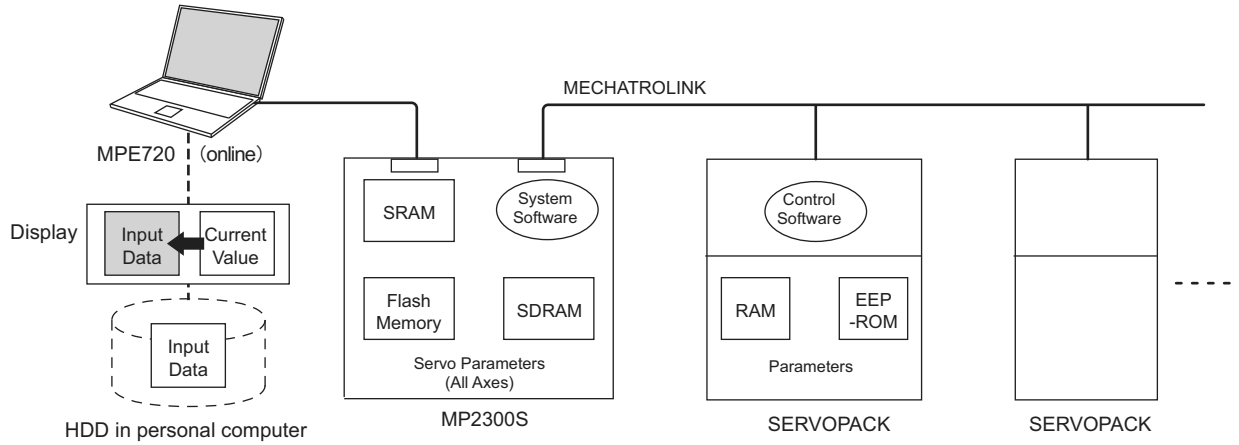 MECHATROLINK
MPE720 (online)
Display
Input
Data
Current
Value
Input
Data
HDD in personal computer
SRAM
System
Software
Flash
Memory
SDRAM
Servo Parameters
(All Axes)
MP2300S
Control
Software
RAM
EEP
-ROM
Parameters
SERVOPACK
SERVOPACK